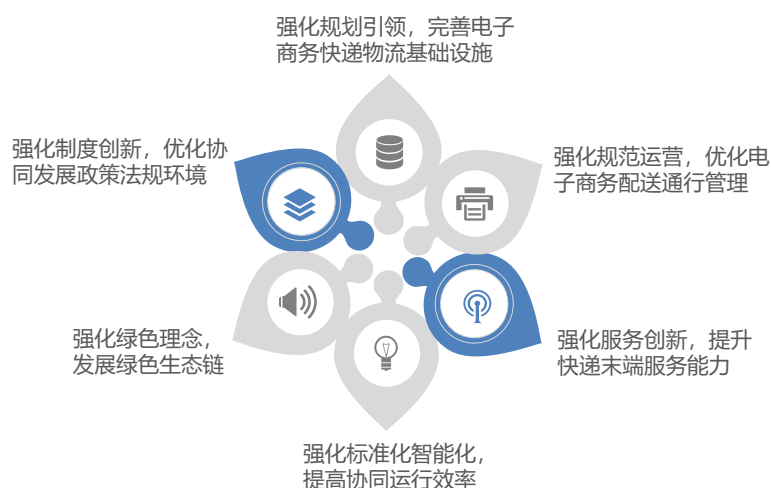 强化规划引领，完善电子
商务快递物流基础设施
强化制度创新，优化协
同发展政策法规环境
强化规范运营，优化电
子商务配送通行管理
强化绿色理念，
发展绿色生态链
强化服务创新，提升
快递末端服务能力
强化标准化智能化，
提高协同运行效率